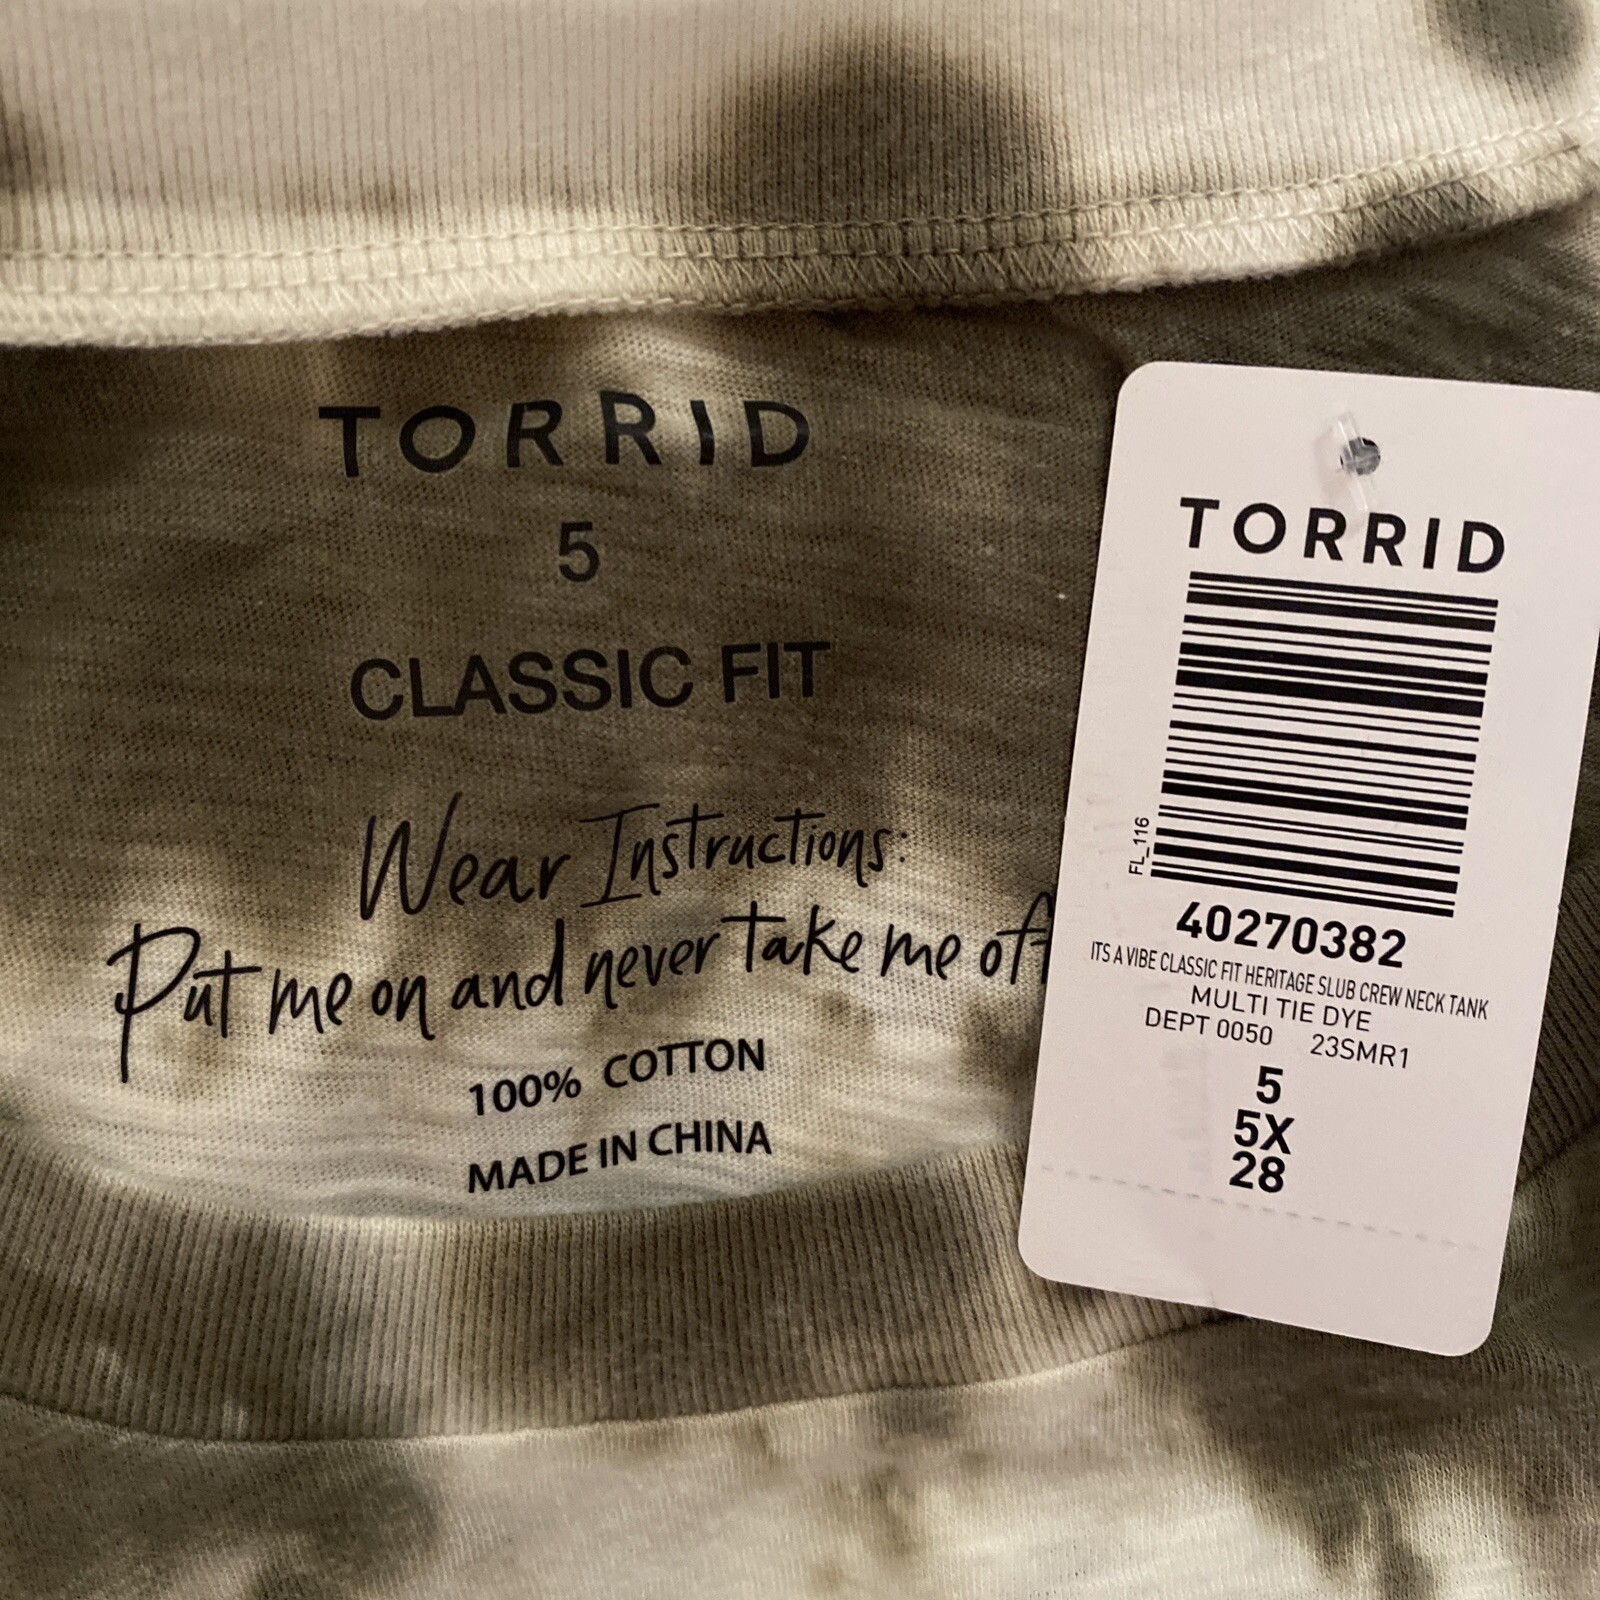 TORRID
5
CLASSIC FIT
Wear Instructions:
Put me on and never take me off
100% COTTON
MADE IN CHINA
TORRID
FL_116
40270382
ITS A VIBE CLASSIC FIT HERITAGE SLUB CREW NECK TANK
MULTI TIE DYE
DEPT 0050 23SMR1
5
5X
28